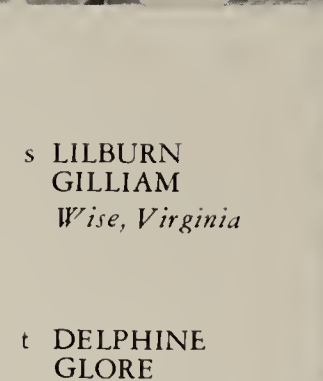 s LILBURN
GILLIAM
Wise, Virginia
t DELPHINE
GLORE